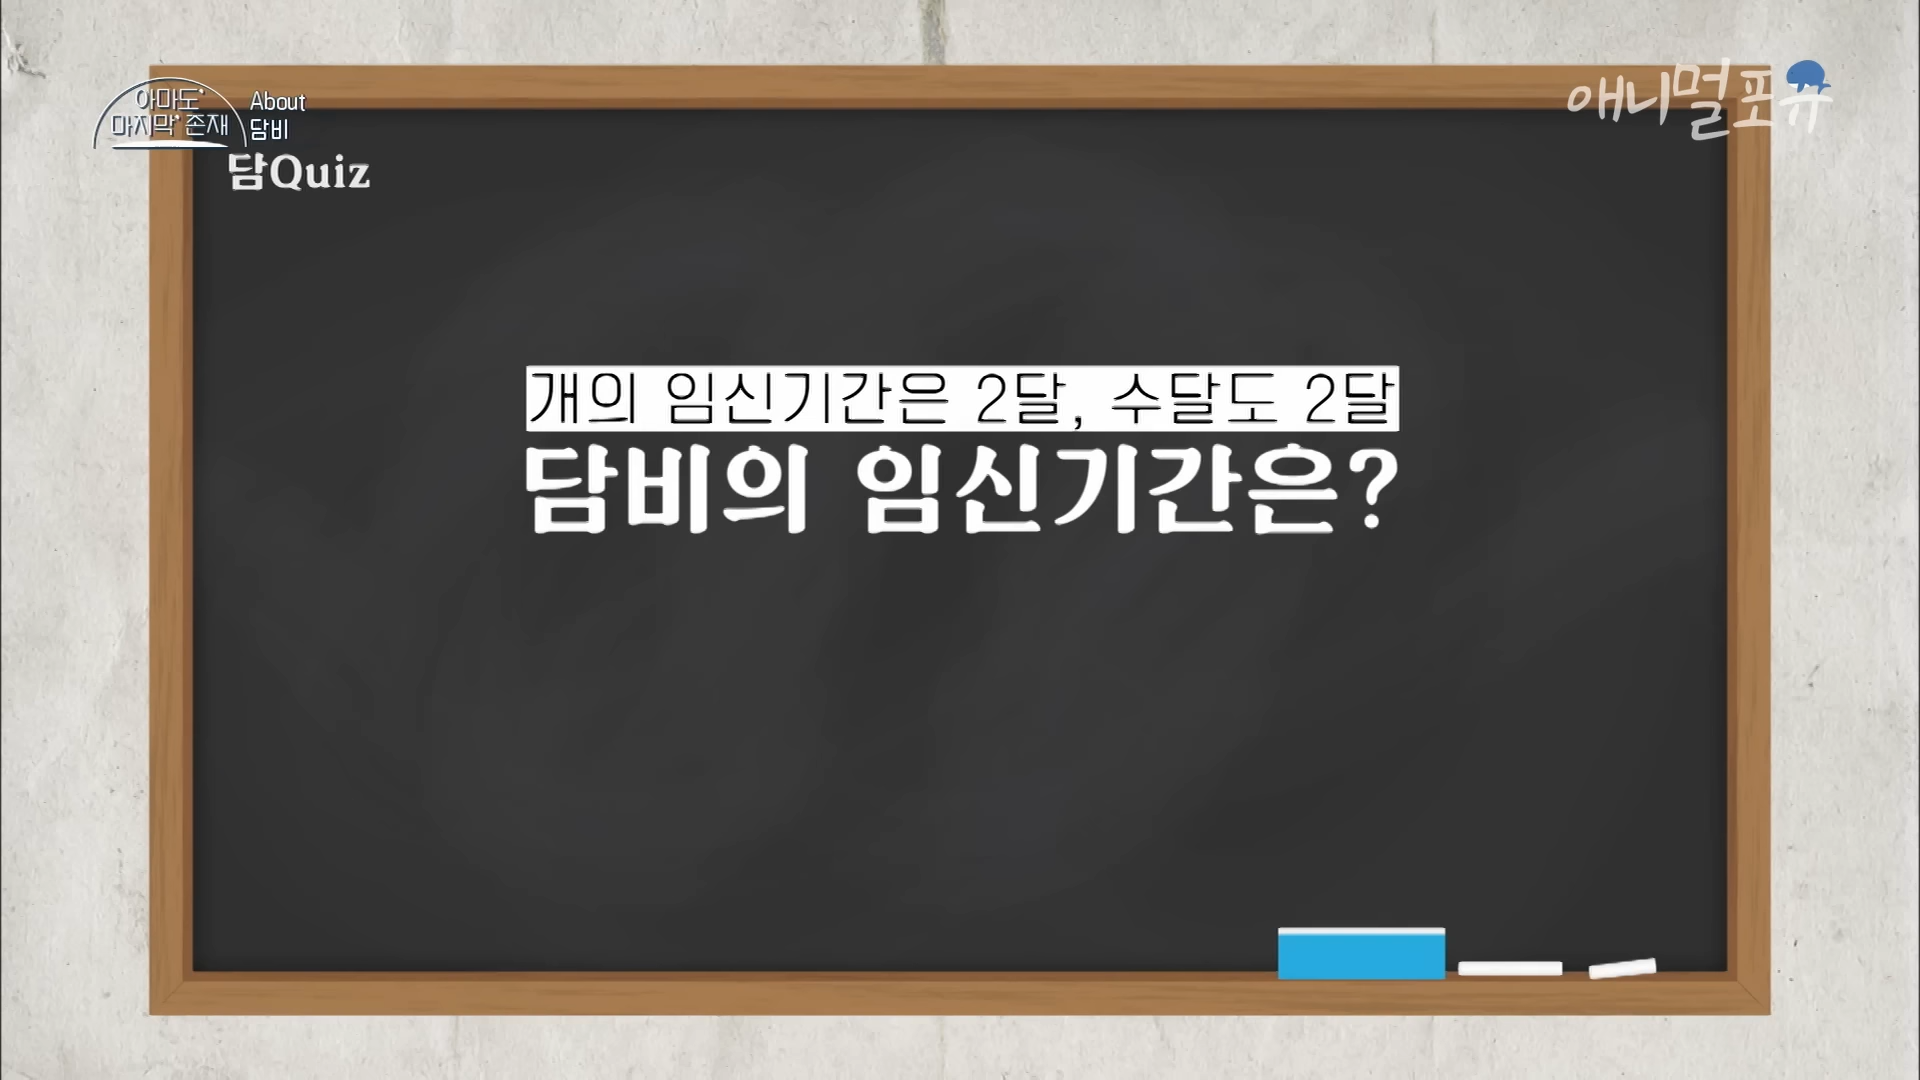 아마도
마지막 존재
About
담비
애니멀포유
담Quiz
개의 임신기간은 2달, 수달도 2달
담비의 임신기간은?